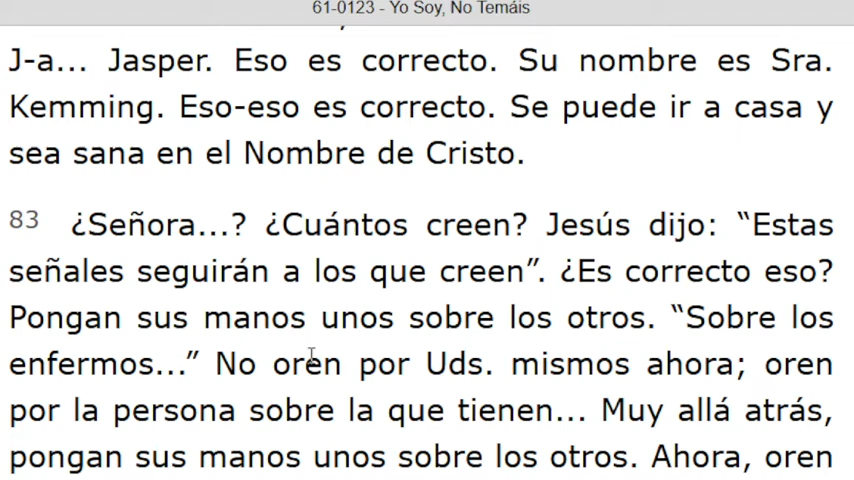 61-0123 - Yo Soy, No Temáis
J-a... Jasper. Eso es correcto. Su nombre es Sra.
Kemming. Eso-eso es correcto. Se puede ir a casa y
sea sana en el Nombre de Cristo.
83 ¿Señora...? ¿Cuántos creen? Jesús dijo: “Estas
señales seguirán a los que creen”. ¿Es correcto eso?
Pongan sus manos unos sobre los otros. “Sobre los
enfermos...” No oren por Uds. mismos ahora; oren
por la persona sobre la que tienen... Muy allá atrás,
pongan sus manos unos sobre los otros. Ahora, oren